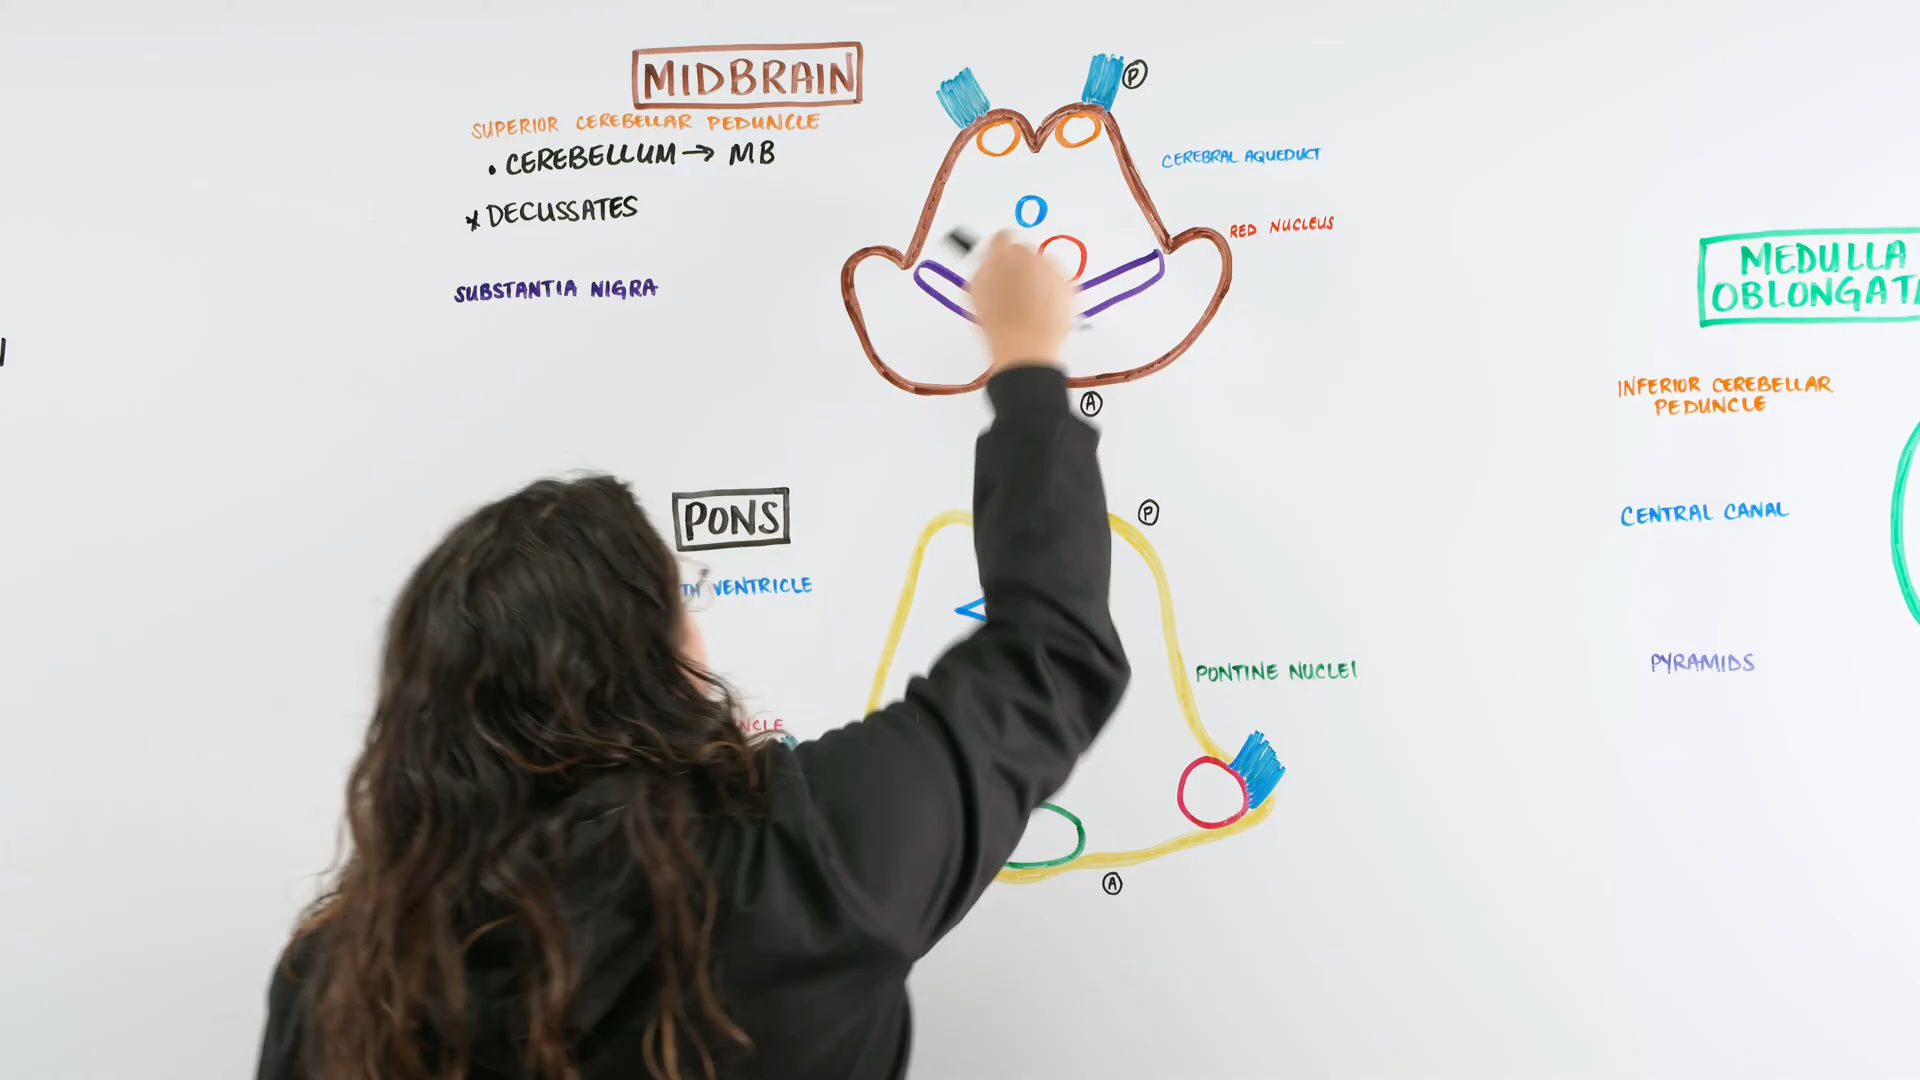 MIDBRAIN
SUPERIOR CEREBELLAR PEDUNCLE
• CEREBELLUM → MB
* DECUSSATES
SUBSTANTIA NIGRA
P
CEREBRAL AQUEDUCT
RED NUCLEUS
A
PONS
TH VENTRICLE
P
PONTINE NUCLEI
A
MEDULLA
OBLONGATA
INFERIOR CEREBELLAR
PEDUNCLE
CENTRAL CANAL
PYRAMIDS